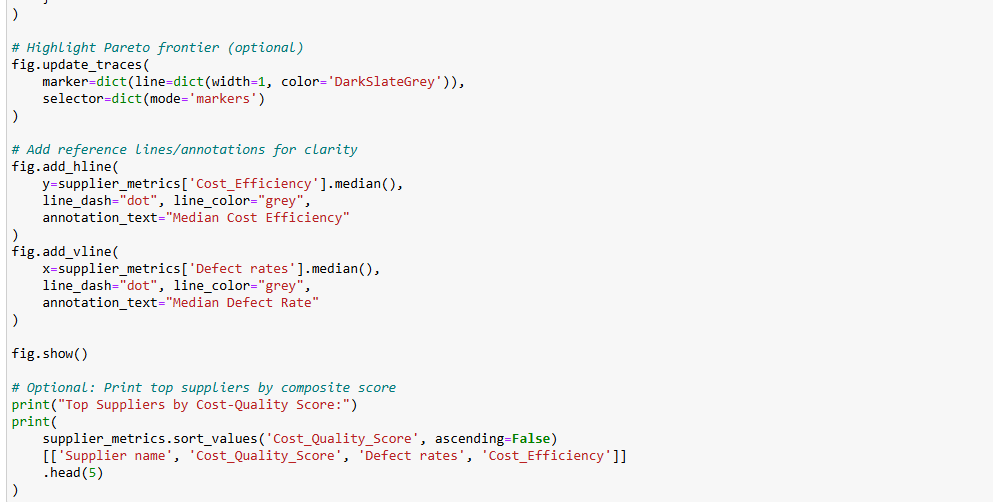 )

# Highlight Pareto frontier (optional)
fig.update_traces(
    marker=dict(line=dict(width=1, color='DarkSlateGrey')),
    selector=dict(mode='markers')
)

# Add reference lines/annotations for clarity
fig.add_hline(
    y=supplier_metrics['Cost_Efficiency'].median(),
    line_dash="dot", line_color="grey",
    annotation_text="Median Cost Efficiency"
)
fig.add_vline(
    x=supplier_metrics['Defect rates'].median(),
    line_dash="dot", line_color="grey",
    annotation_text="Median Defect Rate"
)

fig.show()

# Optional: Print top suppliers by composite score
print("Top Suppliers by Cost-Quality Score:")
print(
    supplier_metrics.sort_values('Cost_Quality_Score', ascending=False)
    [['Supplier name', 'Cost_Quality_Score', 'Defect rates', 'Cost_Efficiency']]
    .head(5)
)